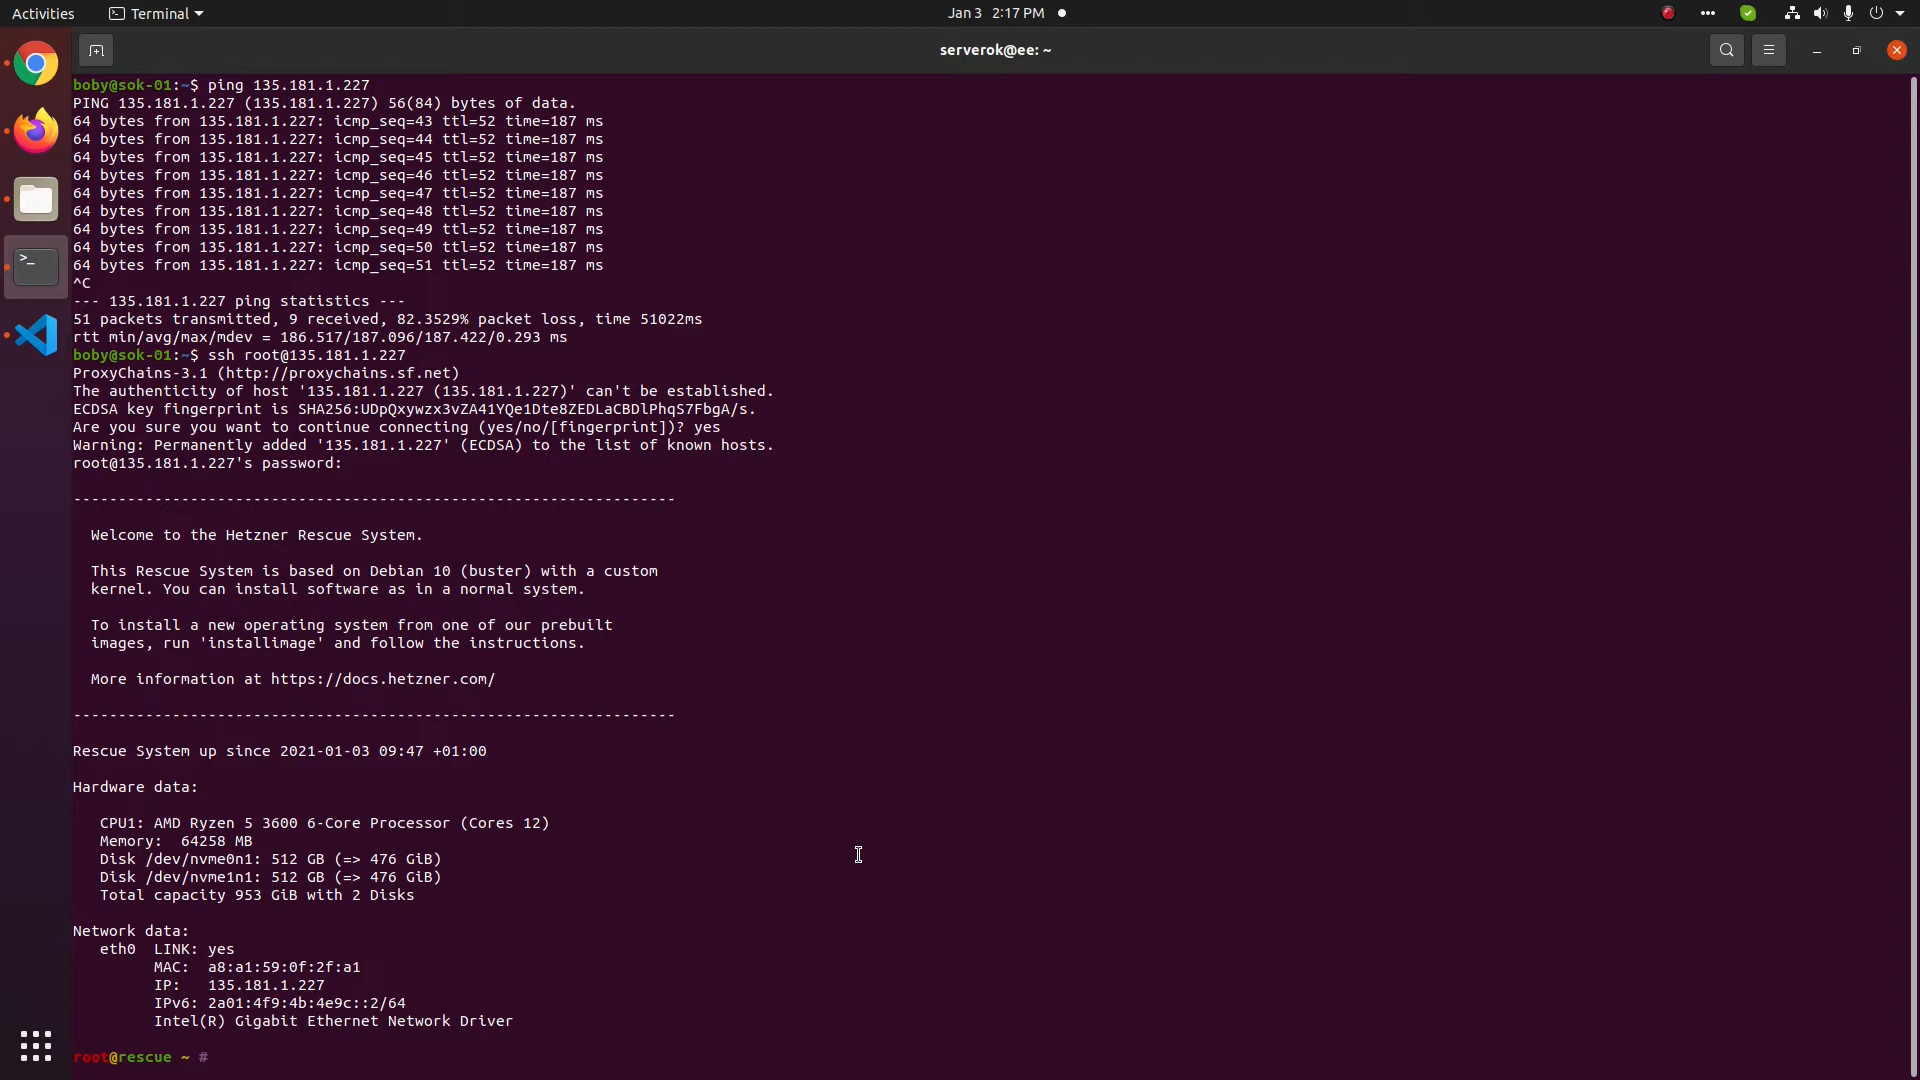 Activities
Terminal
Jan 3 2:17 PM
serverok@ee: ~
boby@sok-01:~$ ping 135.181.1.227
PING 135.181.1.227 (135.181.1.227) 56(84) bytes of data.
64 bytes from 135.181.1.227: icmp_seq=43 ttl=52 time=187 ms
64 bytes from 135.181.1.227: icmp_seq=44 ttl=52 time=187 ms
64 bytes from 135.181.1.227: icmp_seq=45 ttl=52 time=187 ms
64 bytes from 135.181.1.227: icmp_seq=46 ttl=52 time=187 ms
64 bytes from 135.181.1.227: icmp_seq=47 ttl=52 time=187 ms
64 bytes from 135.181.1.227: icmp_seq=48 ttl=52 time=187 ms
64 bytes from 135.181.1.227: icmp_seq=49 ttl=52 time=187 ms
64 bytes from 135.181.1.227: icmp_seq=50 ttl=52 time=187 ms
64 bytes from 135.181.1.227: icmp_seq=51 ttl=52 time=187 ms
^C
--- 135.181.1.227 ping statistics ---
51 packets transmitted, 9 received, 82.3529% packet loss, time 51022ms
rtt min/avg/max/mdev = 186.517/187.096/187.422/0.293 ms
boby@sok-01:~$ ssh root@135.181.1.227
ProxyChains-3.1 (http://proxychains.sf.net)
The authenticity of host '135.181.1.227 (135.181.1.227)' can't be established.
ECDSA key fingerprint is SHA256:UDpQxywzx3vZA41YQe1Dte8ZEDLaCBDlPhqS7FbgA/s.
Are you sure you want to continue connecting (yes/no/[fingerprint])? yes
Warning: Permanently added '135.181.1.227' (ECDSA) to the list of known hosts.
root@135.181.1.227's password:
-------------------------------------------------------------------
Welcome to the Hetzner Rescue System.
This Rescue System is based on Debian 10 (buster) with a custom
kernel. You can install software as in a normal system.
To install a new operating system from one of our prebuilt
images, run 'installimage' and follow the instructions.
More information at https://docs.hetzner.com/
-------------------------------------------------------------------
Rescue System up since 2021-01-03 09:47 +01:00
Hardware data:
CPU1: AMD Ryzen 5 3600 6-Core Processor (Cores 12)
Memory:  64258 MB
Disk /dev/nvme0n1: 512 GB (=> 476 GiB)
Disk /dev/nvme1n1: 512 GB (=> 476 GiB)
Total capacity 953 GiB with 2 Disks
Network data:
eth0  LINK: yes
MAC:  a8:a1:59:0f:2f:a1
IP:   135.181.1.227
IPv6: 2a01:4f9:4b:4e9c::2/64
Intel(R) Gigabit Ethernet Network Driver
root@rescue ~ #